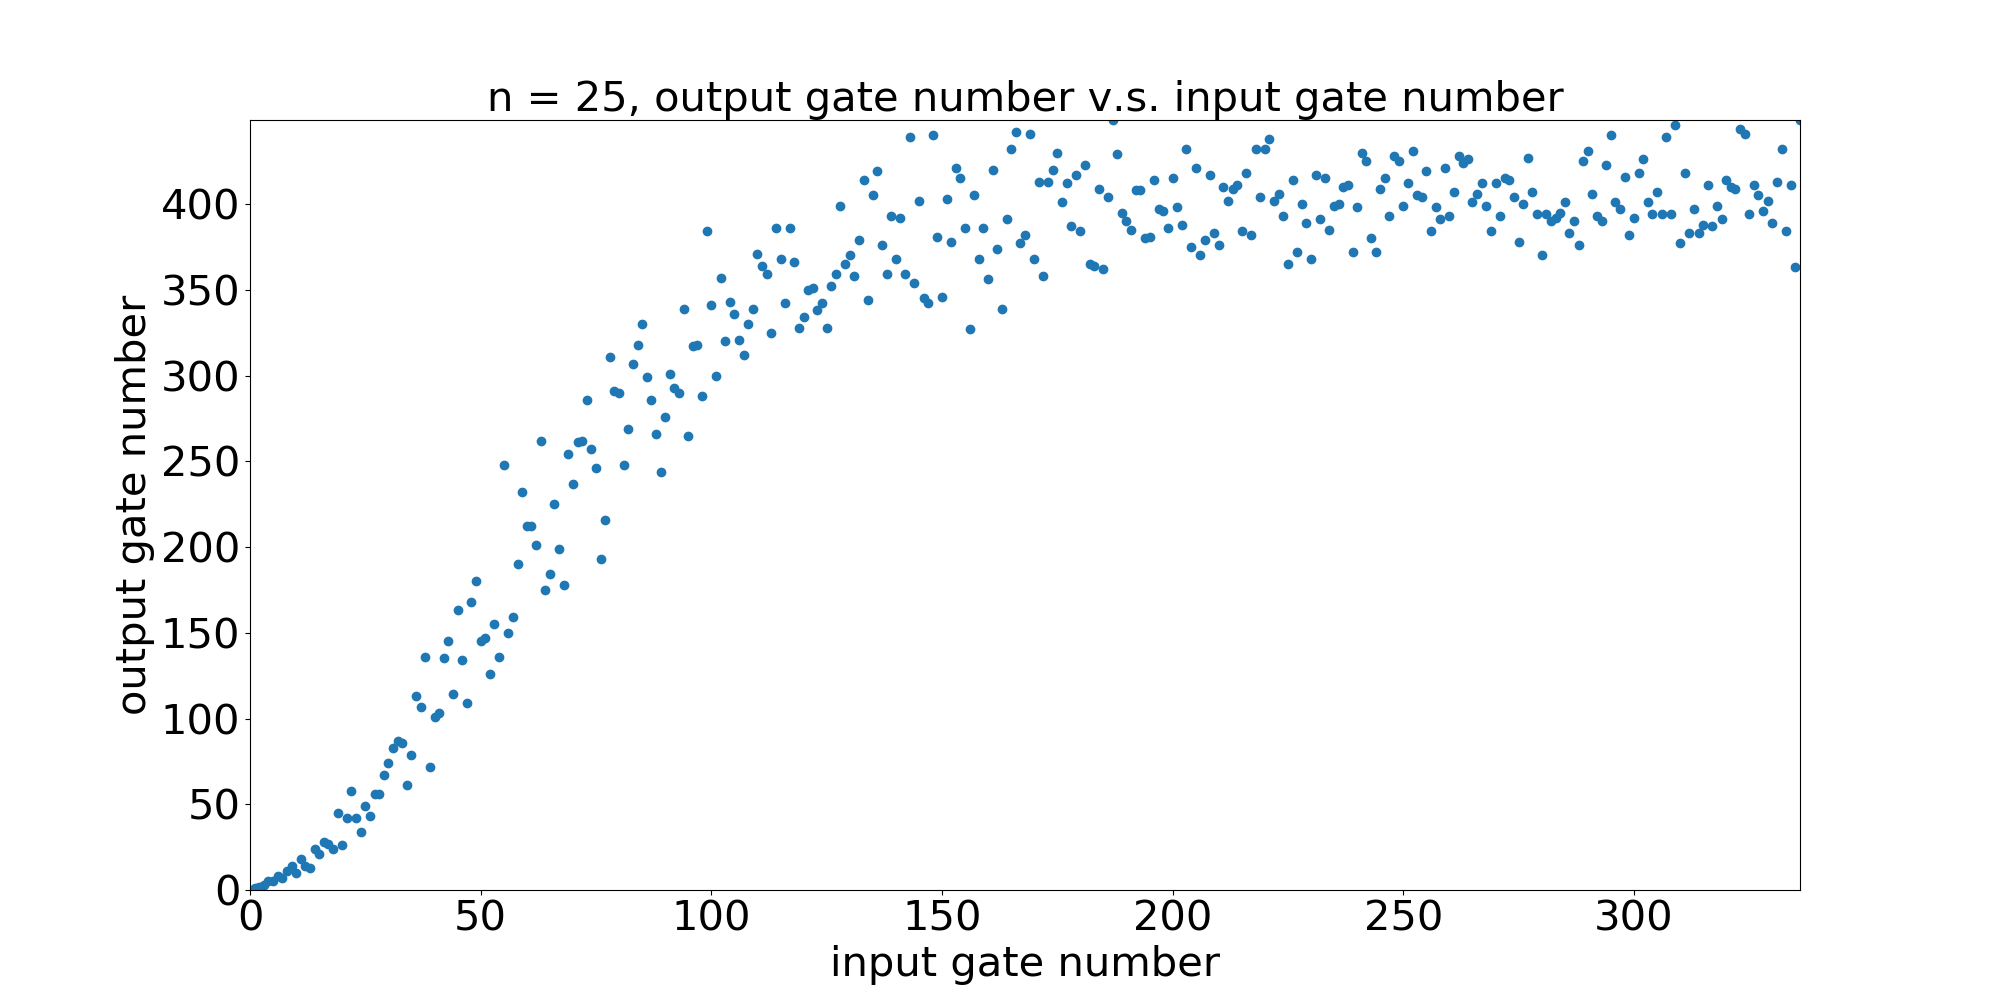 n = 25, output gate number v.s. input gate number
output gate number
400
350
300
250
200
150
100
50
0
0 50 100 150 200 250 300
input gate number